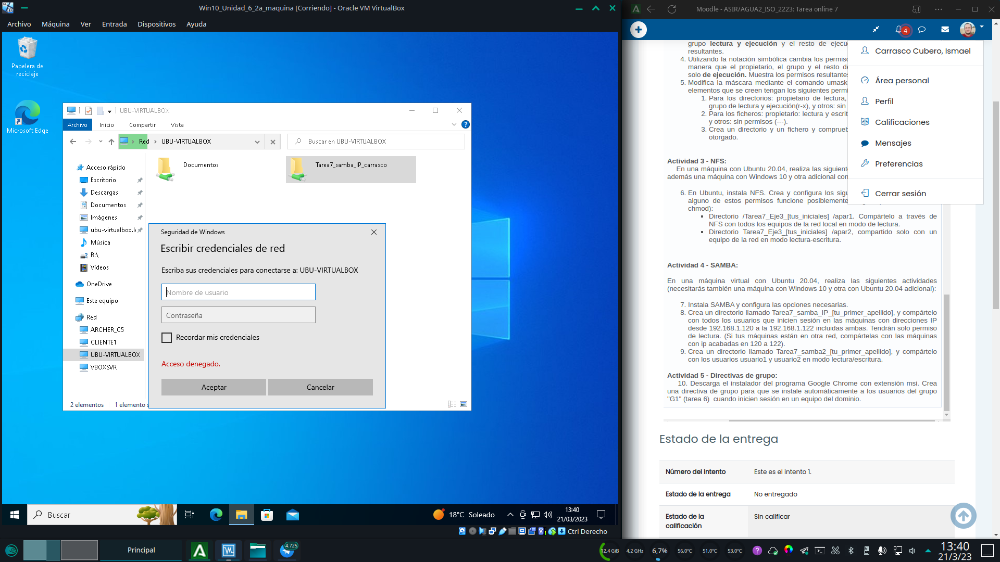 Win10_Unidad_6_2a_maquina [Corriendo] - Oracle VM VirtualBox
Archivo Máquina Ver Entrada Dispositivos Ayuda
Papelera de reciclaje
Microsoft Edge
UBU-VIRTUALBOX
Archivo Inicio Compartir Vista
Red UBU-VIRTUALBOX
Buscar en UBU-VIRTUALBOX
Acceso rápido
Escritorio
Descargas
Documentos
Imágenes
ubu-virtualbox.l
Música
R:\
Vídeos
OneDrive
Este equipo
Red
ARCHER_C5
CLIENTE1
UBU-VIRTUALBOX
VBOXSVR
Documentos
Tarea7_samba_IP_carrasco
Seguridad de Windows
Escribir credenciales de red
Escriba sus credenciales para conectarse a: UBU-VIRTUALBOX
Nombre de usuario
Contraseña
Recordar mis credenciales
Acceso denegado.
Aceptar Cancelar
2 elementos 1 elemento s
Buscar
18°C Soleado
13:40
21/03/2023
Ctrl Derecho
Moodle - ASIR/AGUA2_ISO_2223: Tarea online 7
4
Carrasco Cubero, Ismael
Área personal
Perfil
Calificaciones
Mensajes
Preferencias
Cerrar sesión
grupo lectura y ejecución y el resto de ejecu
resultantes.
4. Utilizando la notación simbólica cambia los permiso
manera que el propietario, el grupo y el resto de
solo de ejecución. Muestra los permisos resultante
5. Modifica la máscara mediante el comando umask
elementos que se creen tengan los siguientes permi
1. Para los directorios: propietario de lectura,
grupo de lectura y ejecución(r-x), y otros: sin
2. Para los ficheros: propietario: lectura y escrit
y otros: sin permisos (---).
3. Crea un directorio y un fichero y comprueb
otorgado.
Actividad 3 - NFS:
En una máquina con Ubuntu 20.04, realiza las siguiente
además una máquina con Windows 10 y otra adicional con
6. En Ubuntu, instala NFS. Crea y configura los sigu
alguno de estos permisos funcione posiblemente
chmod):
Directorio /Tarea7_Eje3_[tus_iniciales] /apar1. Compártelo a través de
NFS con todos los equipos de la red local en modo de lectura.
Directorio Tarea7_Eje3_[tus_iniciales] /apar2, compartido solo con un
equipo de la red en modo lectura-escritura.
Actividad 4 - SAMBA:
En una máquina virtual con Ubuntu 20.04, realiza las siguientes actividades
(necesitarás también una máquina con Windows 10 y otra con Ubuntu 20.04 adicional):
7. Instala SAMBA y configura las opciones necesarias.
8. Crea un directorio llamado Tarea7_samba_IP_[tu_primer_apellido], y compártelo
con todos los usuarios que inicien sesión en las máquinas con direcciones IP
desde 192.168.1.120 a la 192.168.1.122 incluidas ambas. Tendrán solo permiso
de lectura. (Si tus máquinas están en otra red, compártelas con las máquinas
con ip acabadas en 120 a 122).
9. Crea un directorio llamado Tarea7_samba2_[tu_primer_apellido], y compártelo
con los usuarios usuario1 y usuario2 en modo lectura/escritura.
Actividad 5 - Directivas de grupo:
10. Descarga el instalador del programa Google Chrome con extensión msi. Crea
una directiva de grupo para que se instale automáticamente a los usuarios del grupo
"G1" (tarea 6) cuando inicien sesión en un equipo del dominio.
Estado de la entrega
Número del intento Este es el intento 1.
Estado de la entrega No entregado
Estado de la calificación Sin calificar
Principal
4.725
12,4 GiB 4,2 GHz 6,7% 56,0°C 51,0°C 53,0°C
13:40
21/3/23